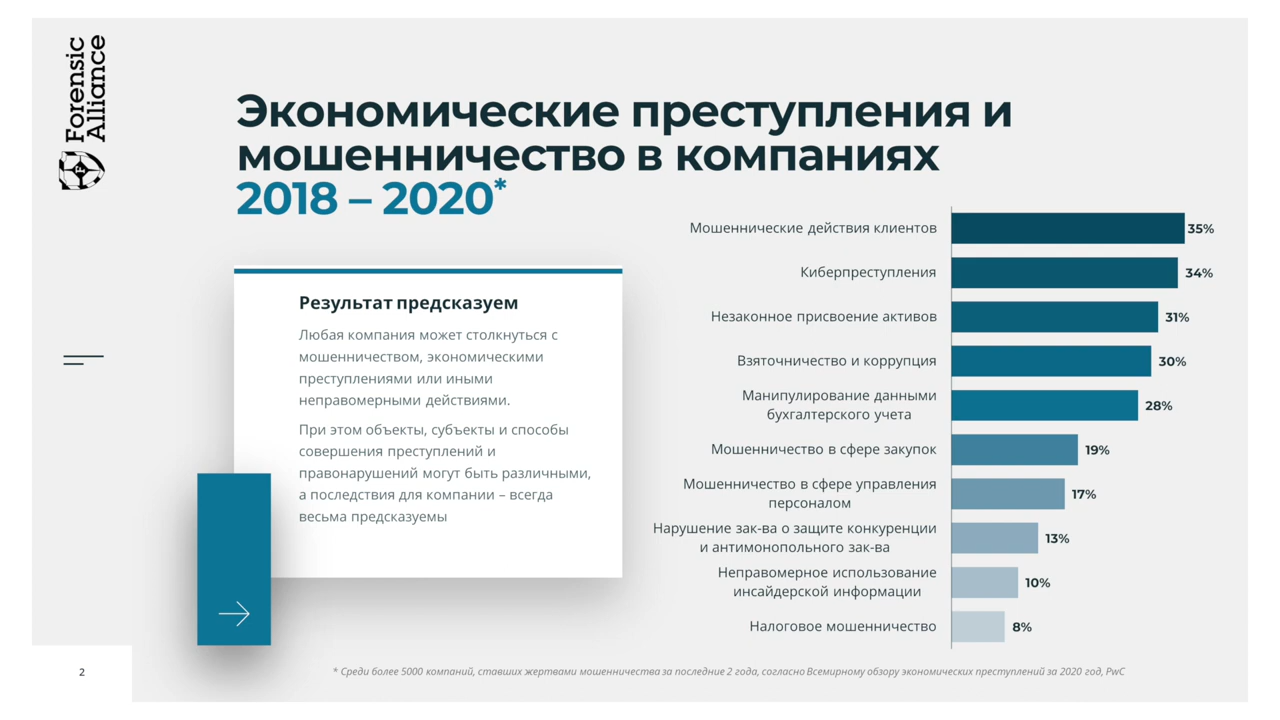 Forensic
Alliance
Экономические преступления и
мошенничество в компаниях
2018 – 2020*
Результат предсказуем
Любая компания может столкнуться с
мошенничеством, экономическими
преступлениями или иными
неправомерными действиями.
При этом объекты, субъекты и способы
совершения преступлений и
правонарушений могут быть различными,
а последствия для компании – всегда
весьма предсказуемы
Мошеннические действия клиентов 35%
Киберпреступления 34%
Незаконное присвоение активов 31%
Взяточничество и коррупция 30%
Манипулирование данными
бухгалтерского учета 28%
Мошенничество в сфере закупок 19%
Мошенничество в сфере управления
персоналом 17%
Нарушение зак-ва о защите конкуренции
и антимонопольного зак-ва 13%
Неправомерное использование
инсайдерской информации 10%
Налоговое мошенничество 8%
2
* Среди более 5000 компаний, ставших жертвами мошенничества за последние 2 года, согласно Всемирному обзору экономических преступлений за 2020 год, PwC